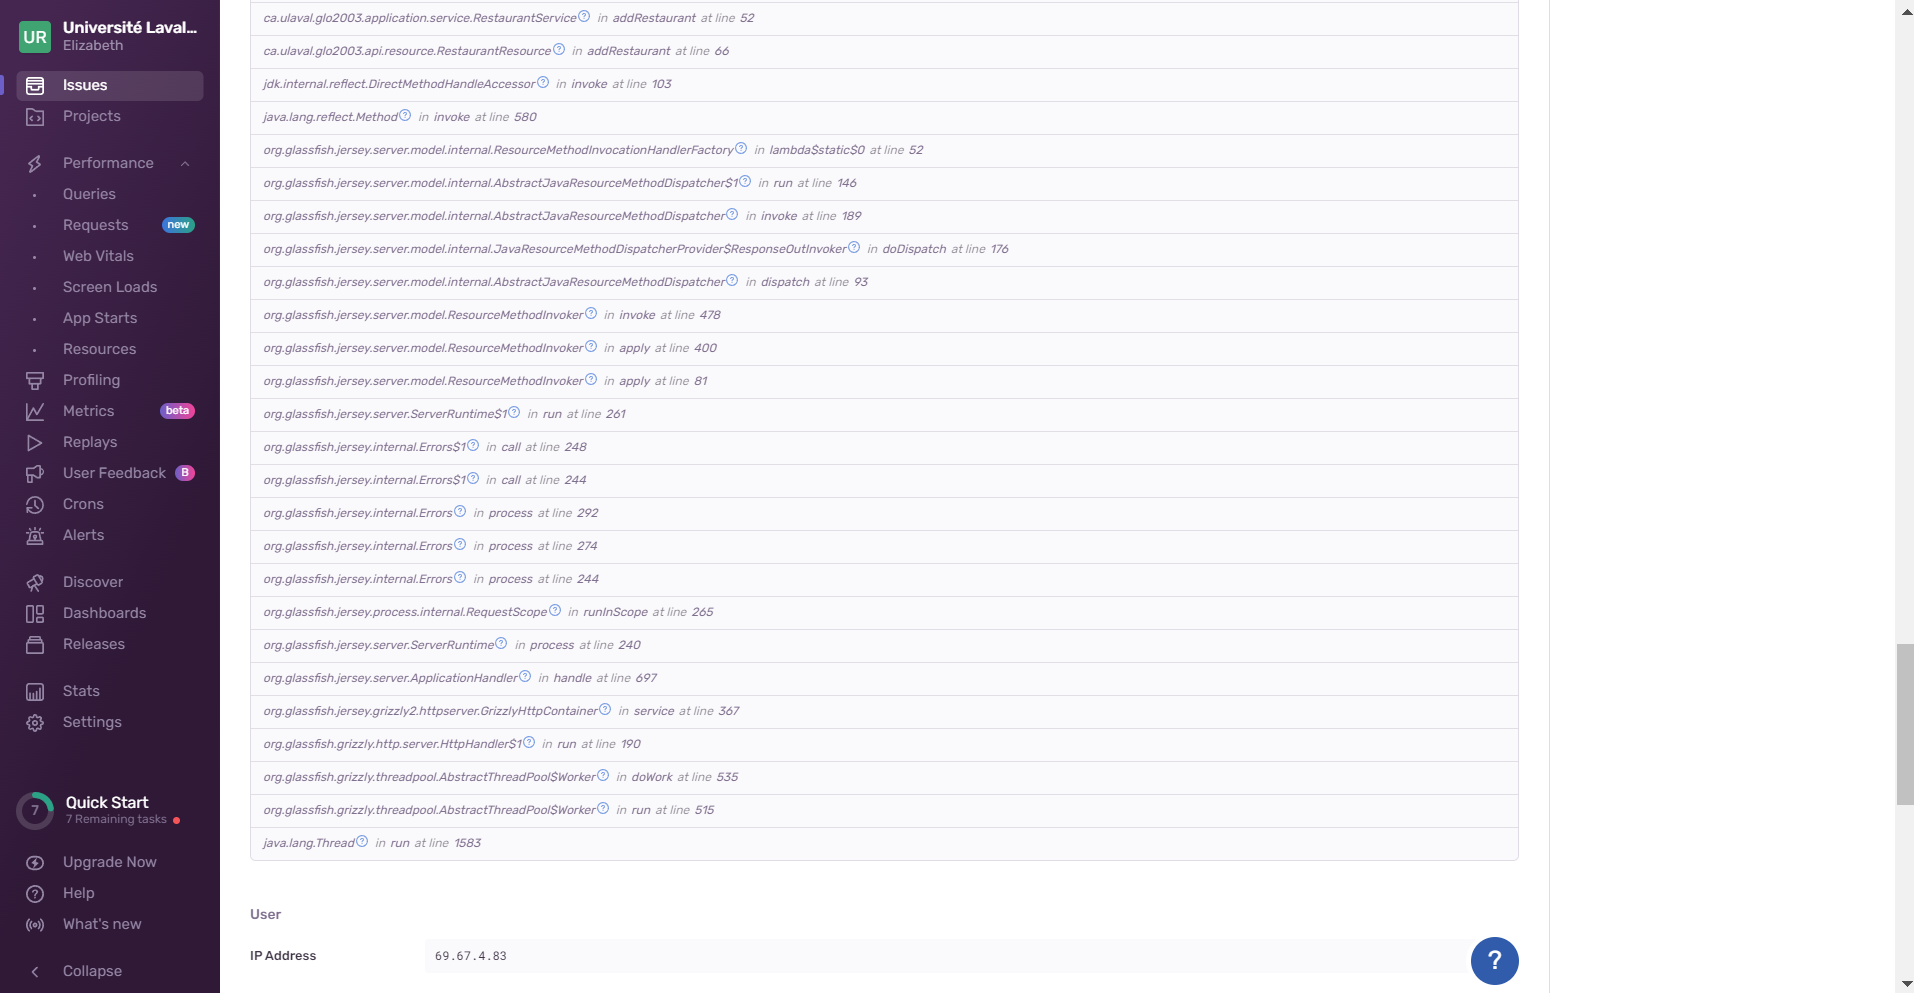 UR
Université Laval...
Elizabeth
Issues
Projects
Performance
Queries
Requests new
Web Vitals
Screen Loads
App Starts
Resources
Profiling
Metrics beta
Replays
User Feedback B
Crons
Alerts
Discover
Dashboards
Releases
Stats
Settings
7
Quick Start
7 Remaining tasks
Upgrade Now
Help
What's new
Collapse
ca.ulaval.glo2003.application.service.RestaurantService in addRestaurant at line 52
ca.ulaval.glo2003.api.resource.RestaurantResource in addRestaurant at line 66
jdk.internal.reflect.DirectMethodHandleAccessor in invoke at line 103
java.lang.reflect.Method in invoke at line 580
org.glassfish.jersey.server.model.internal.ResourceMethodInvocationHandlerFactory in lambda$static$0 at line 52
org.glassfish.jersey.server.model.internal.AbstractJavaResourceMethodDispatcher$1 in run at line 146
org.glassfish.jersey.server.model.internal.AbstractJavaResourceMethodDispatcher in invoke at line 189
org.glassfish.jersey.server.model.internal.JavaResourceMethodDispatcherProvider$ResponseOutInvoker in doDispatch at line 176
org.glassfish.jersey.server.model.internal.AbstractJavaResourceMethodDispatcher in dispatch at line 93
org.glassfish.jersey.server.model.ResourceMethodInvoker in invoke at line 478
org.glassfish.jersey.server.model.ResourceMethodInvoker in apply at line 400
org.glassfish.jersey.server.model.ResourceMethodInvoker in apply at line 81
org.glassfish.jersey.server.ServerRuntime$1 in run at line 261
org.glassfish.jersey.internal.Errors$1 in call at line 248
org.glassfish.jersey.internal.Errors$1 in call at line 244
org.glassfish.jersey.internal.Errors in process at line 292
org.glassfish.jersey.internal.Errors in process at line 274
org.glassfish.jersey.internal.Errors in process at line 244
org.glassfish.jersey.process.internal.RequestScope in runInScope at line 265
org.glassfish.jersey.server.ServerRuntime in process at line 240
org.glassfish.jersey.server.ApplicationHandler in handle at line 697
org.glassfish.jersey.grizzly2.httpserver.GrizzlyHttpContainer in service at line 367
org.glassfish.grizzly.http.server.HttpHandler$1 in run at line 190
org.glassfish.grizzly.threadpool.AbstractThreadPool$Worker in doWork at line 535
org.glassfish.grizzly.threadpool.AbstractThreadPool$Worker in run at line 515
java.lang.Thread in run at line 1583
User
IP Address 69.67.4.83
?